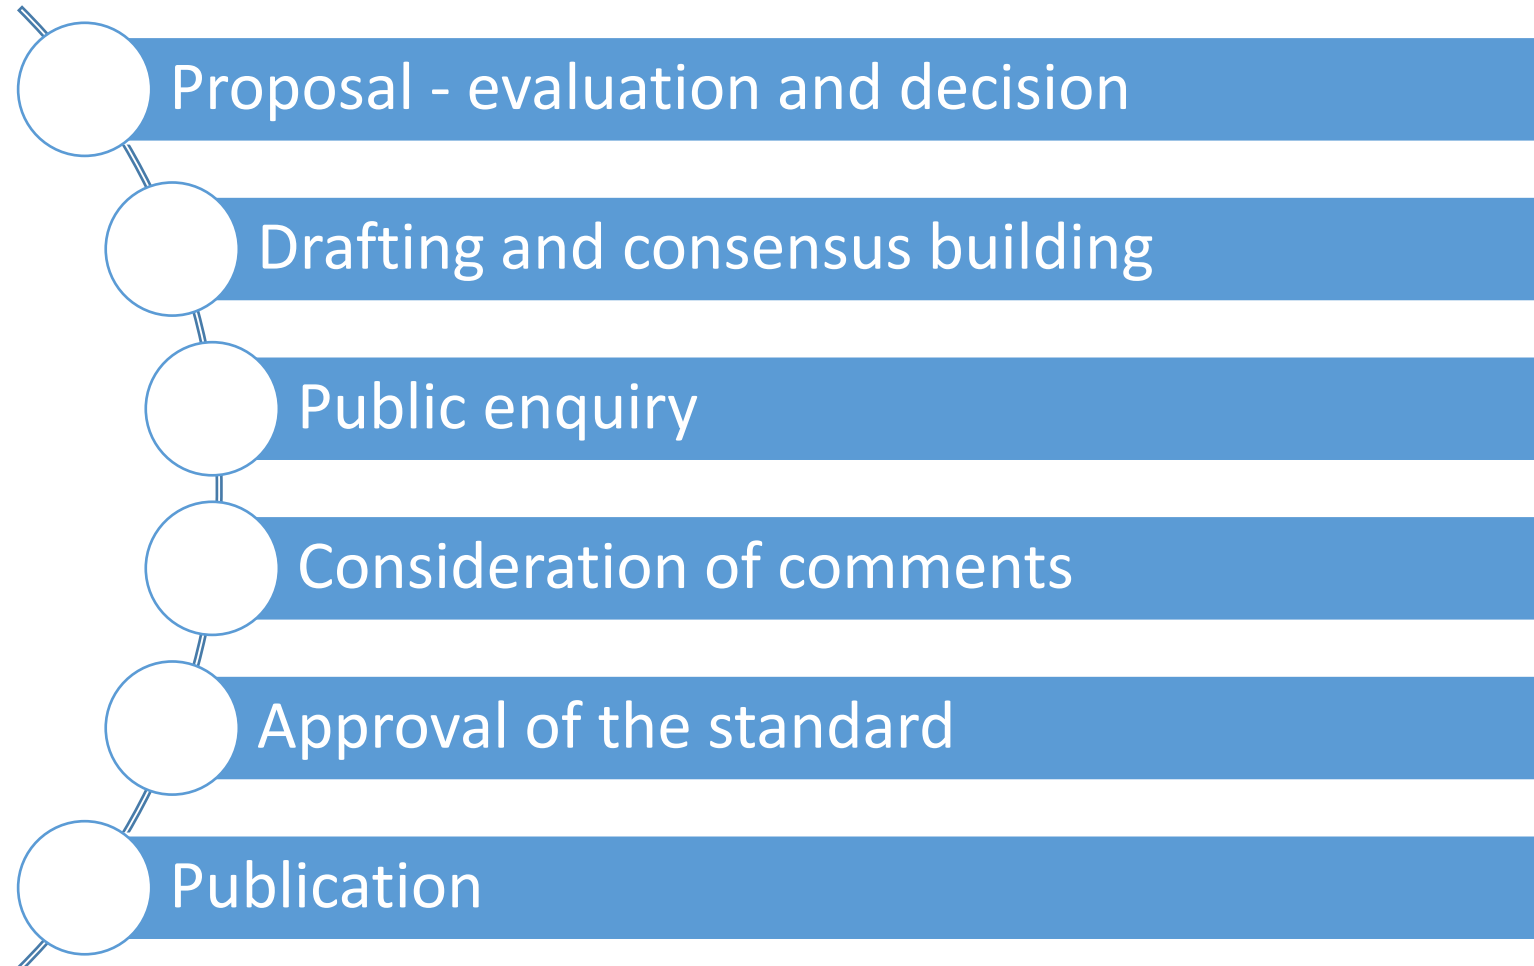 Proposal - evaluation and decision
Drafting and consensus building
Public enquiry
Consideration of comments
Approval of the standard
Publication